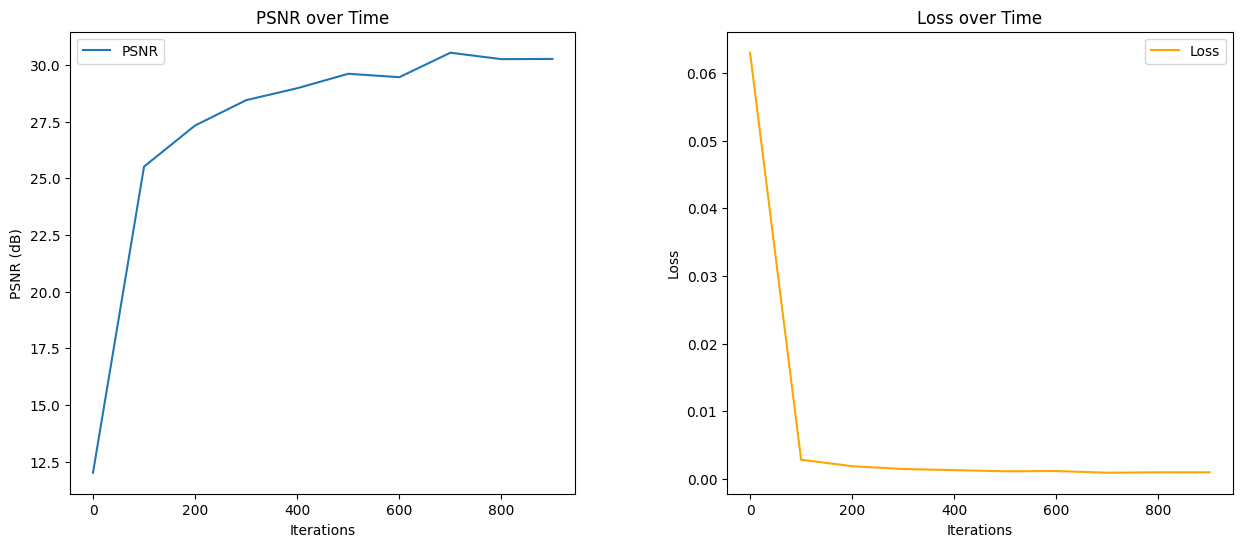 PSNR over Time
PSNR
PSNR (dB)
30.0
27.5
25.0
22.5
20.0
17.5
15.0
12.5
0 200 400 600 800
Iterations
Loss over Time
Loss
Loss
0.06
0.05
0.04
0.03
0.02
0.01
0.00
0 200 400 600 800
Iterations